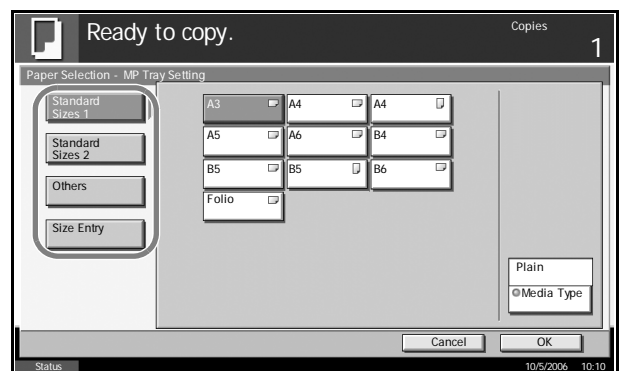 Ready to copy.
Copies
1
Paper Selection - MP Tray Setting
Standard
Sizes 1
Standard
Sizes 2
Others
Size Entry
A3
A4
A4
A5
A6
B4
B5
B5
B6
Folio
Plain
Media Type
Cancel
OK
Status
10/5/2006 10:10